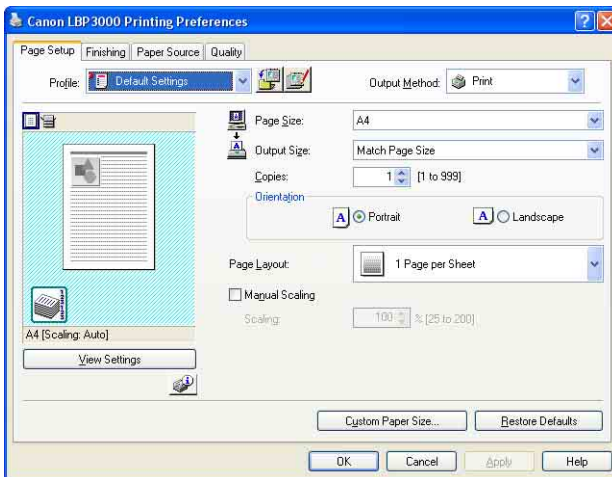 Canon LBP3000 Printing Preferences
Page Setup Finishing Paper Source Quality
Profile: Default Settings Output Method: Print
Page Size: A4
Output Size: Match Page Size
Copies: 1 [1 to 999]
Orientation
A Portrait A Landscape
Page Layout: 1 Page per Sheet
Manual Scaling
Scaling: 100 % [25 to 200]
A4 [Scaling: Auto]
View Settings
Custom Paper Size... Restore Defaults
OK Cancel Apply Help